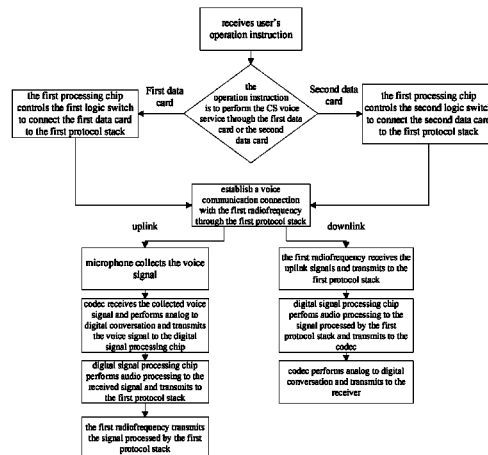 receives user's
operation instruction
the
operation instruction
is to perform the CS voice
service through the first data
card or the second
data card
First data
card
Second data
card
the first processing chip
controls the first logic switch
to connect the first data card
to the first protocol stack
the first processing chip
controls the second logic switch
to connect the second data card
to the first protocol stack
establish a voice
communication connection
with the first radiofrequency
through the first protocol stack
uplink
downlink
microphone collects the voice
signal
codec receives the collected voice
signal and performs analog to
digital conversation and transmits
the voice signal to the digital
signal processing chip
digital signal processing chip
performs audio processing to the
received signal and transmits to
the first protocol stack
the first radiofrequency transmits
the signal processed by the first
protocol stack
the first radiofrequency receives the
uplink signals and transmits to the
first protocol stack
digital signal processing chip
performs audio processing to the
signal processed by the first
protocol stack and transmits to the
codec
codec performs analog to digital
conversation and transmits to the
receiver